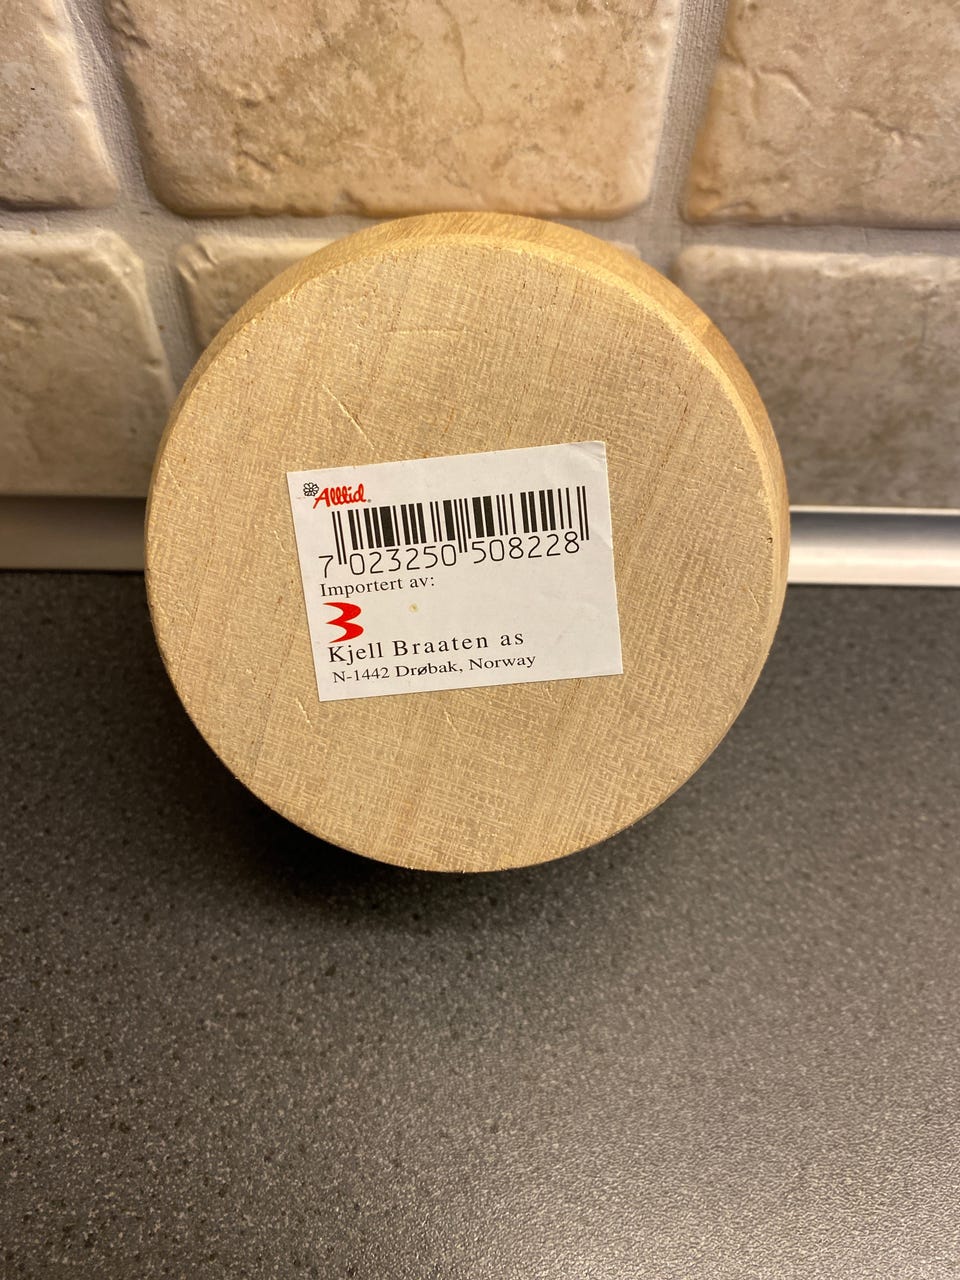 Alltid®
7 023250 508228
Importert av:
Kjell Braaten as
N-1442 Drøbak, Norway